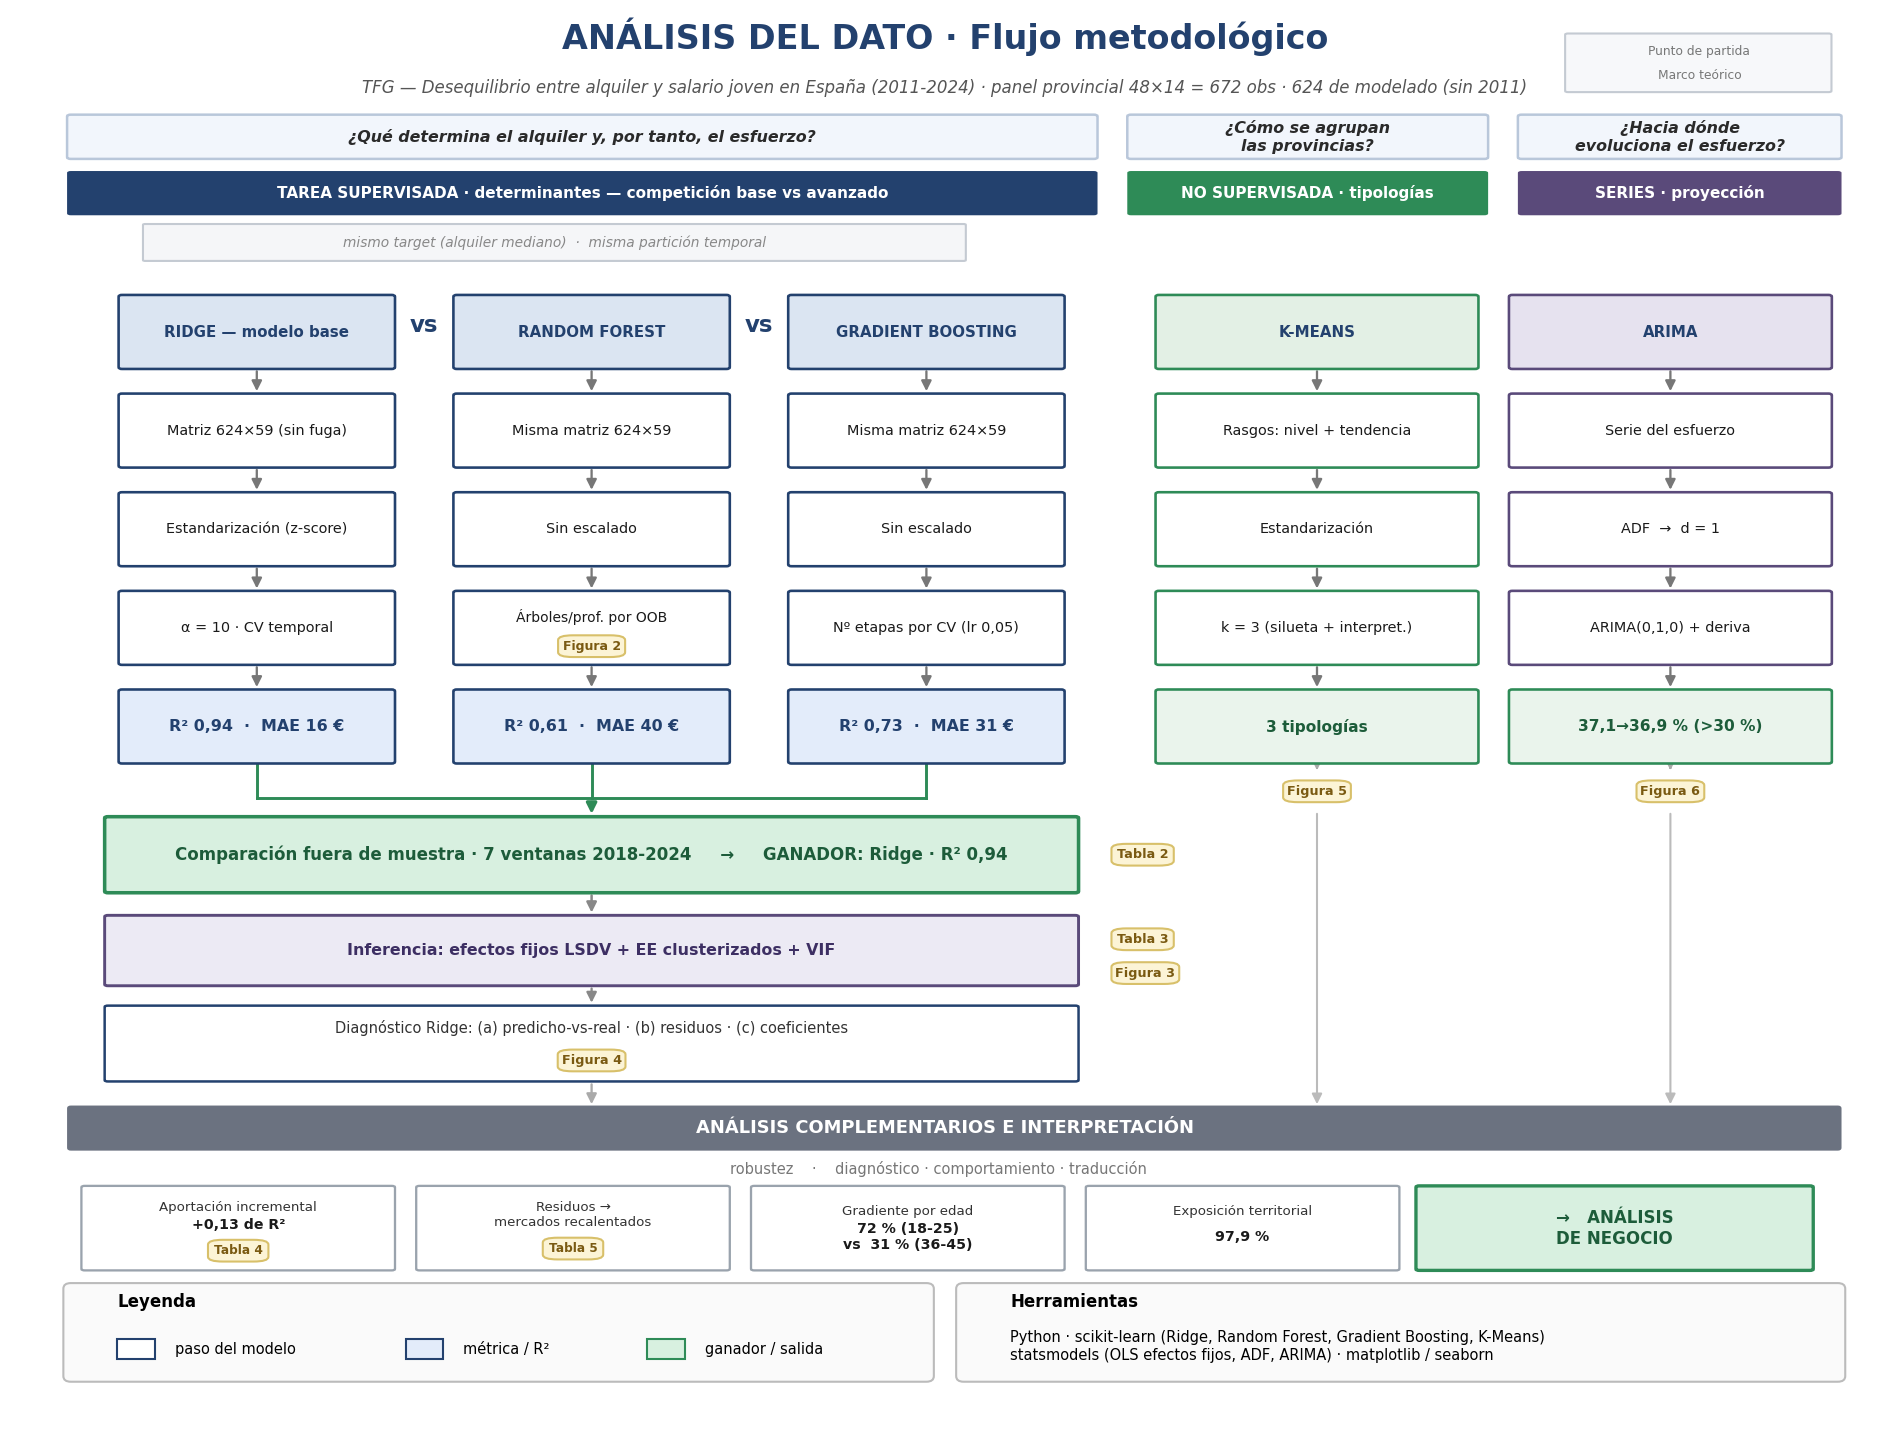 ANÁLISIS DEL DATO · Flujo metodológico
Punto de partida
Marco teórico
TFG — Desequilibrio entre alquiler y salario joven en España (2011-2024) · panel provincial 48×14 = 672 obs · 624 de modelado (sin 2011)
¿Qué determina el alquiler y, por tanto, el esfuerzo?
¿Cómo se agrupan
las provincias?
¿Hacia dónde
evoluciona el esfuerzo?
TAREA SUPERVISADA · determinantes — competición base vs avanzado
NO SUPERVISADA · tipologías
SERIES · proyección
mismo target (alquiler mediano) · misma partición temporal
RIDGE — modelo base
vs
RANDOM FOREST
vs
GRADIENT BOOSTING
K-MEANS
ARIMA
Matriz 624×59 (sin fuga)
Misma matriz 624×59
Misma matriz 624×59
Rasgos: nivel + tendencia
Serie del esfuerzo
Estandarización (z-score)
Sin escalado
Sin escalado
Estandarización
ADF → d = 1
α = 10 · CV temporal
Árboles/prof. por OOB
Figura 2
Nº etapas por CV (lr 0,05)
k = 3 (silueta + interpret.)
ARIMA(0,1,0) + deriva
R² 0,94 · MAE 16 €
R² 0,61 · MAE 40 €
R² 0,73 · MAE 31 €
3 tipologías
37,1→36,9 % (>30 %)
Figura 5
Figura 6
Comparación fuera de muestra · 7 ventanas 2018-2024 → GANADOR: Ridge · R² 0,94
Tabla 2
Inferencia: efectos fijos LSDV + EE clusterizados + VIF
Tabla 3
Figura 3
Diagnóstico Ridge: (a) predicho-vs-real · (b) residuos · (c) coeficientes
Figura 4
ANÁLISIS COMPLEMENTARIOS E INTERPRETACIÓN
robustez · diagnóstico · comportamiento · traducción
Aportación incremental
+0,13 de R²
Tabla 4
Residuos →
mercados recalentados
Tabla 5
Gradiente por edad
72 % (18-25)
vs 31 % (36-45)
Exposición territorial
97,9 %
→ ANÁLISIS
DE NEGOCIO
Leyenda
paso del modelo
métrica / R²
ganador / salida
Herramientas
Python · scikit-learn (Ridge, Random Forest, Gradient Boosting, K-Means)
statsmodels (OLS efectos fijos, ADF, ARIMA) · matplotlib / seaborn